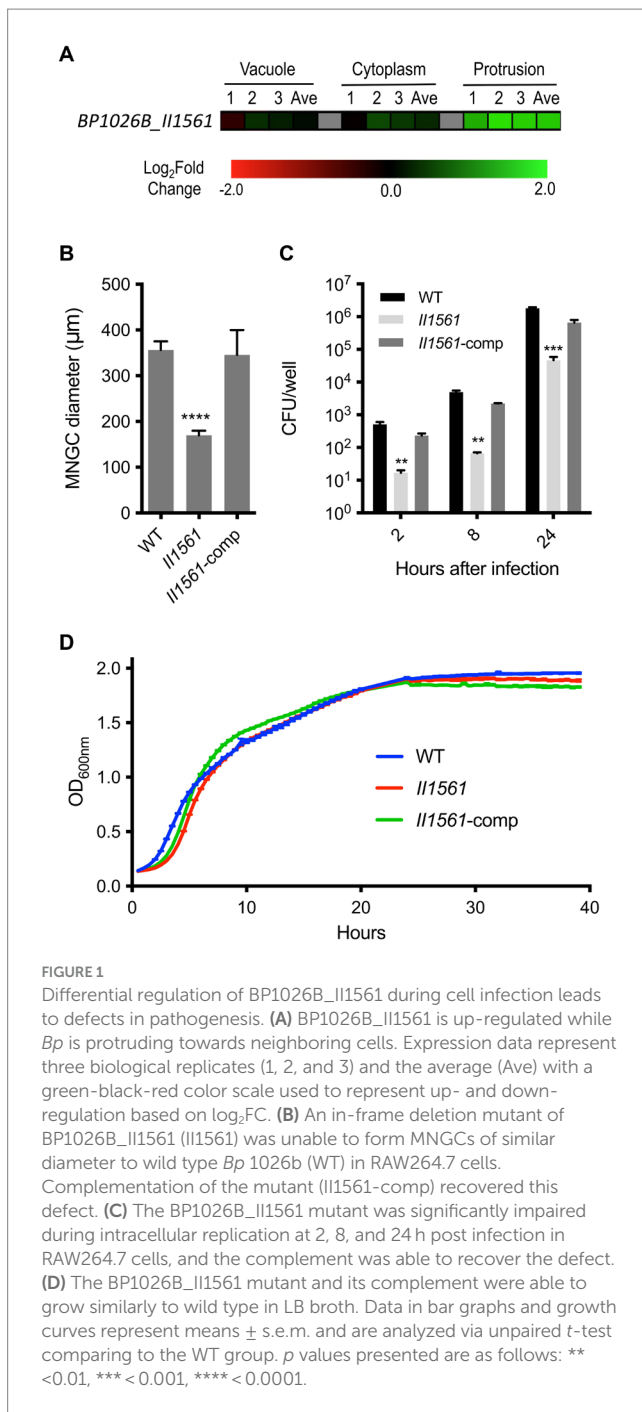 A
Vacuole Cytoplasm Protrusion
1 2 3 Ave 1 2 3 Ave 1 2 3 Ave
BP1026B_II1561
Log2Fold
Change
-2.0 0.0 2.0
B
MNGC diameter (µm)
500
400
300
200
100
0
****
WT
II1561
II1561-comp
C
CFU/well
10⁷
10⁶
10⁵
10⁴
10³
10²
10¹
10⁰
WT
II1561
II1561-comp
** ** ***
2 8 24
Hours after infection
D
OD600nm
2.0
1.5
1.0
0.5
0.0
WT
II1561
II1561-comp
0 10 20 30 40
Hours
FIGURE 1
Differential regulation of BP1026B_II1561 during cell infection leads
to defects in pathogenesis. (A) BP1026B_II1561 is up-regulated while
Bp is protruding towards neighboring cells. Expression data represent
three biological replicates (1, 2, and 3) and the average (Ave) with a
green-black-red color scale used to represent up- and down-
regulation based on log2FC. (B) An in-frame deletion mutant of
BP1026B_II1561 (II1561) was unable to form MNGCs of similar
diameter to wild type Bp 1026b (WT) in RAW264.7 cells.
Complementation of the mutant (II1561-comp) recovered this
defect. (C) The BP1026B_II1561 mutant was significantly impaired
during intracellular replication at 2, 8, and 24 h post infection in
RAW264.7 cells, and the complement was able to recover the defect.
(D) The BP1026B_II1561 mutant and its complement were able to
grow similarly to wild type in LB broth. Data in bar graphs and growth
curves represent means ± s.e.m. and are analyzed via unpaired t-test
comparing to the WT group. p values presented are as follows: **
<0.01, *** < 0.001, **** < 0.0001.